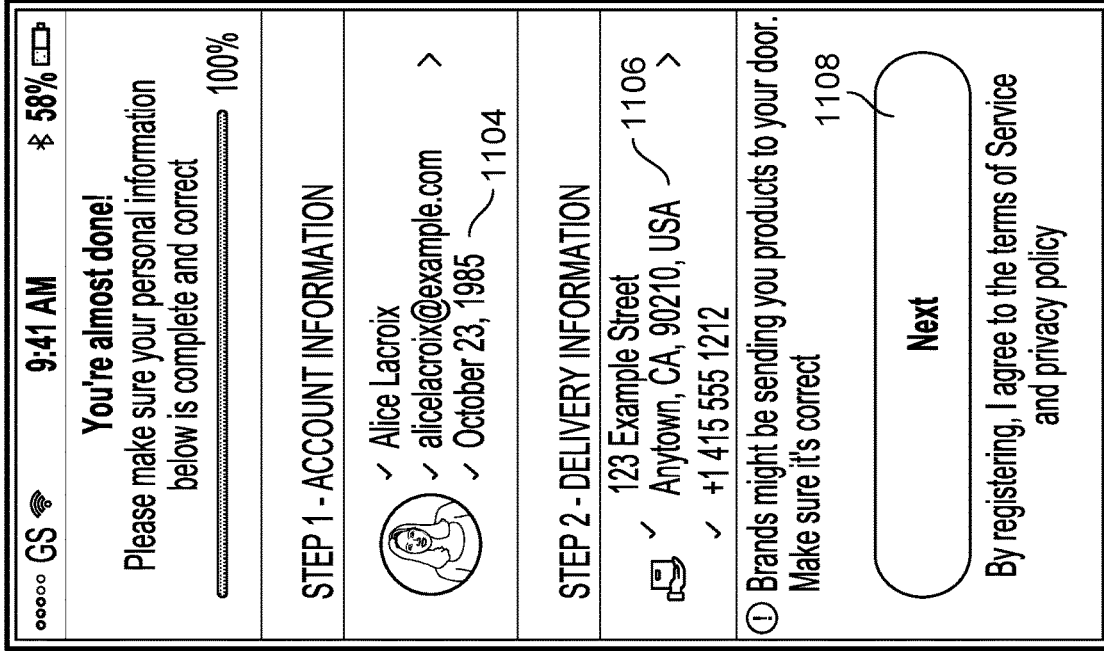 GS 9:41 AM 58%
You're almost done!
Please make sure your personal information
below is complete and correct
100%
STEP 1 - ACCOUNT INFORMATION
✓ Alice Lacroix
✓ alicelacroix@example.com >
✓ October 23, 1985
1104
STEP 2 - DELIVERY INFORMATION
123 Example Street
✓ Anytown, CA, 90210, USA >
1106
✓ +1 415 555 1212
! Brands might be sending you products to your door.
Make sure it's correct
1108
Next
By registering, I agree to the terms of Service
and privacy policy